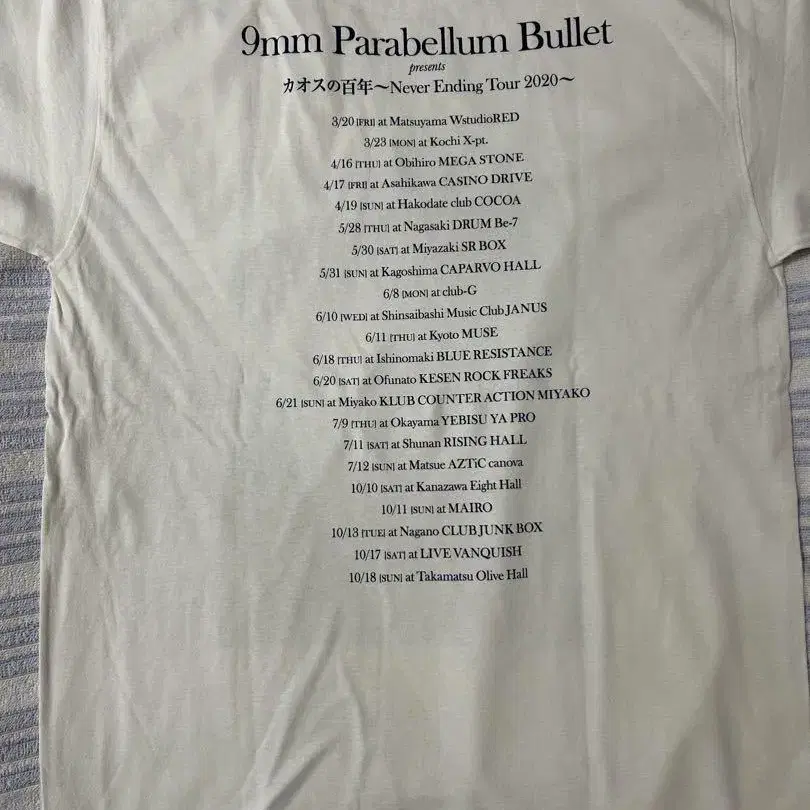 9mm Parabellum Bullet
presents
カオスの百年〜Never Ending Tour 2020〜
3/20 [FRI] at Matsuyama WstudioRED
3/23 [MON] at Kochi X-pt.
4/16 [THU] at Obihiro MEGA STONE
4/17 [FRI] at Asahikawa CASINO DRIVE
4/19 [SUN] at Hakodate club COCOA
5/28 [THU] at Nagasaki DRUM Be-7
5/30 [SAT] at Miyazaki SR BOX
5/31 [SUN] at Kagoshima CAPARVO HALL
6/8 [MON] at club-G
6/10 [WED] at Shinsaibashi Music Club JANUS
6/11 [THU] at Kyoto MUSE
6/18 [THU] at Ishinomaki BLUE RESISTANCE
6/20 [SAT] at Ofunato KESEN ROCK FREAKS
6/21 [SUN] at Miyako KLUB COUNTER ACTION MIYAKO
7/9 [THU] at Okayama YEBISU YA PRO
7/11 [SAT] at Shunan RISING HALL
7/12 [SUN] at Matsue AZTiC canova
10/10 [SAT] at Kanazawa Eight Hall
10/11 [SUN] at MAIRO
10/13 [TUE] at Nagano CLUB JUNK BOX
10/17 [SAT] at LIVE VANQUISH
10/18 [SUN] at Takamatsu Olive Hall